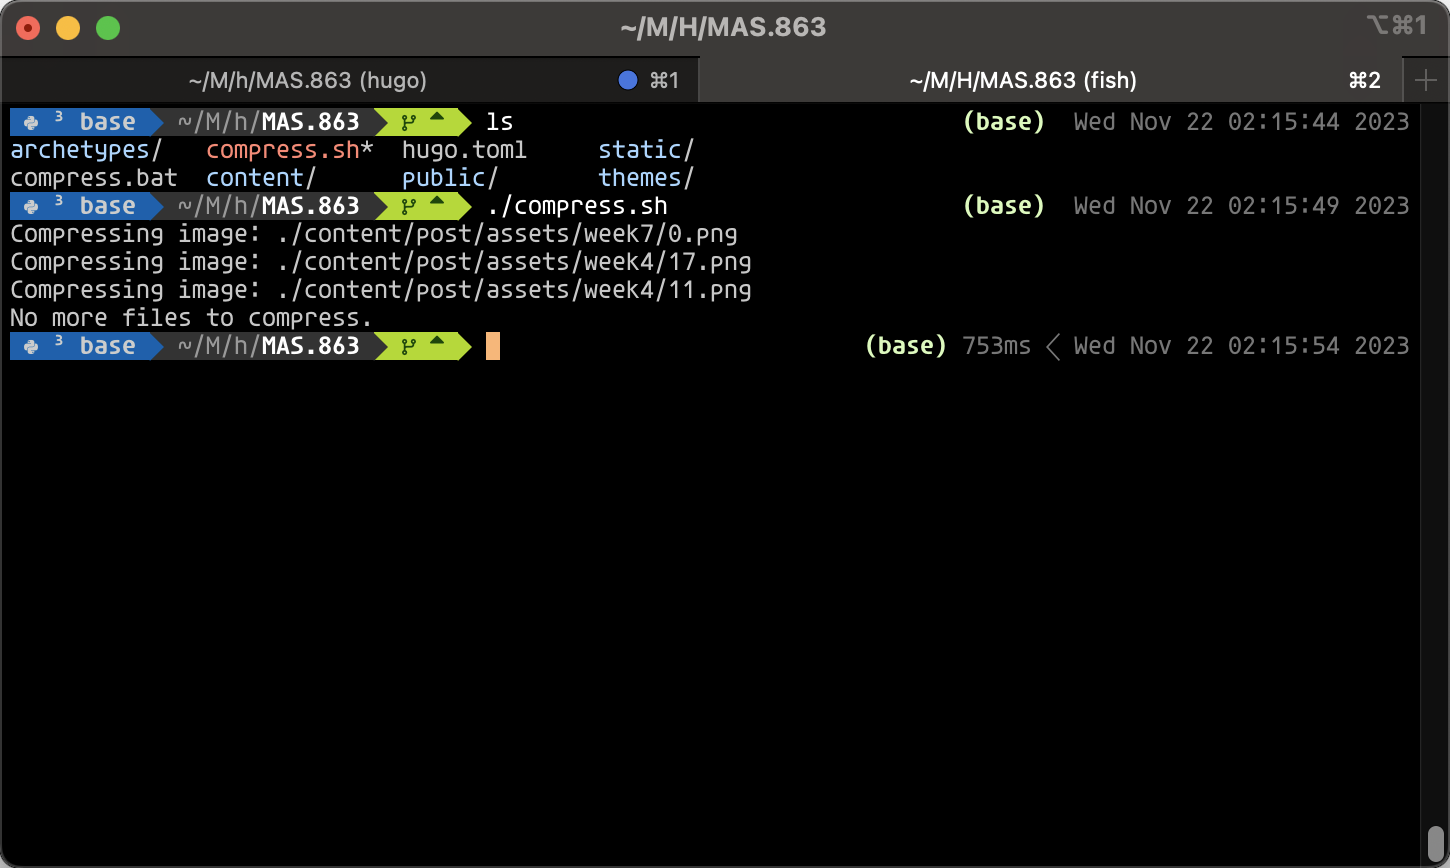 ~/M/H/MAS.863 ⌥⌘1
~/M/h/MAS.863 (hugo) ⌘1 ~/M/H/MAS.863 (fish) ⌘2
3 base ~/M/h/MAS.863 ls (base) Wed Nov 22 02:15:44 2023
archetypes/ compress.sh* hugo.toml static/
compress.bat content/ public/ themes/
3 base ~/M/h/MAS.863 ./compress.sh (base) Wed Nov 22 02:15:49 2023
Compressing image: ./content/post/assets/week7/0.png
Compressing image: ./content/post/assets/week4/17.png
Compressing image: ./content/post/assets/week4/11.png
No more files to compress.
3 base ~/M/h/MAS.863 (base) 753ms Wed Nov 22 02:15:54 2023